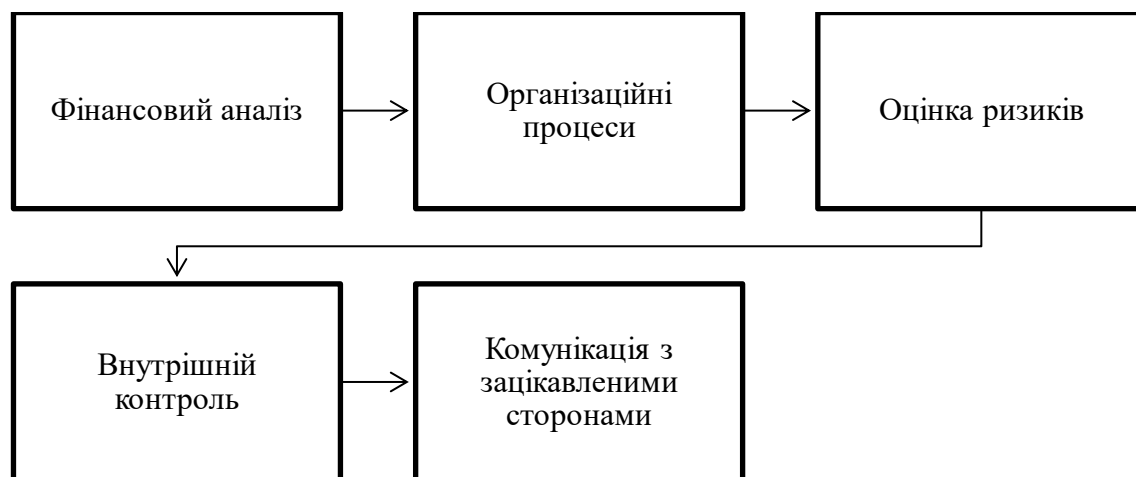 Фінансовий аналіз
Організаційні
процеси
Оцінка ризиків
Внутрішній
контроль
Комунікація з
зацікавленими
сторонами